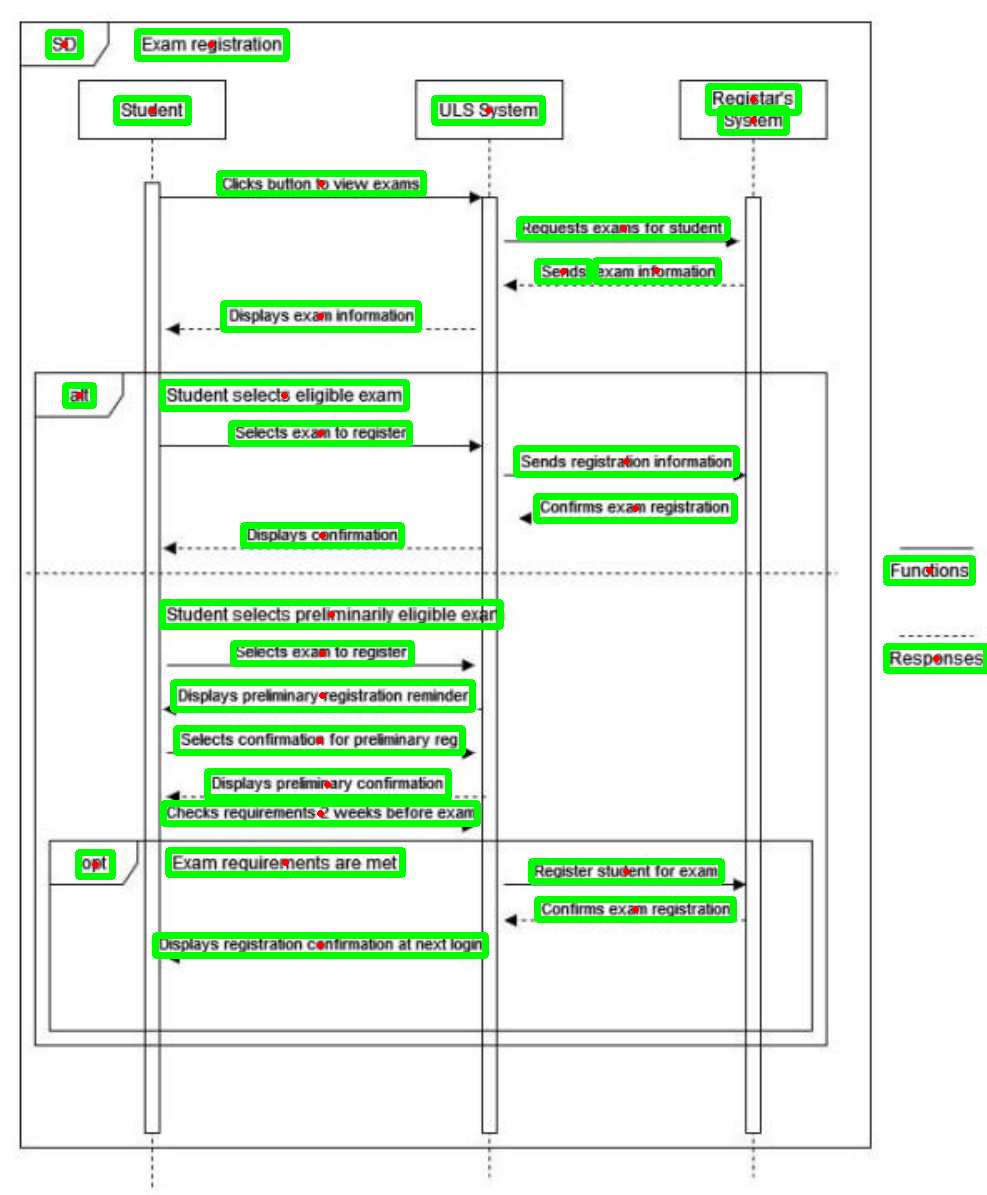 SD
Exam registration
Student
ULS System
Registar's
System
Clicks button to view exams
Requests exams for student
Sends exam information
Displays exam information
alt
Student selects eligible exam
Selects exam to register
Sends registration information
Confirms exam registration
Displays confirmation
Functions
Student selects preliminarily eligible exam
Selects exam to register
Responses
Displays preliminary registration reminder
Selects confirmation for preliminary reg.
Displays preliminary confirmation
Checks requirements 2 weeks before exam
opt
Exam requirements are met
Register student for exam
Confirms exam registration
Displays registration confirmation at next login